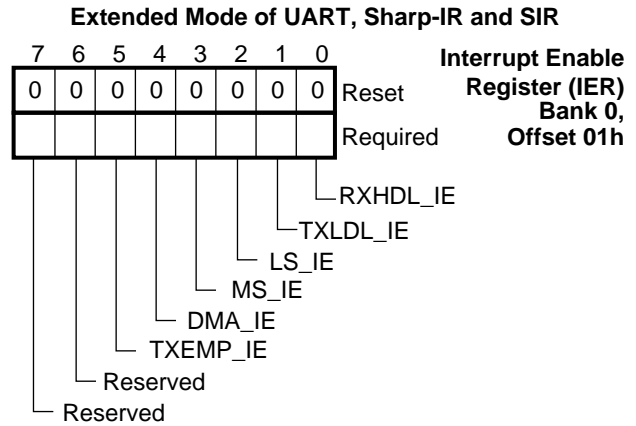 Extended Mode of UART, Sharp-IR and SIR
7 6 5 4 3 2 1 0
Interrupt Enable
Register (IER)
Bank 0,
Offset 01h
0 0 0 0 0 0 0 0 Reset
Required
RXHDL_IE
TXLDL_IE
LS_IE
MS_IE
DMA_IE
TXEMP_IE
Reserved
Reserved